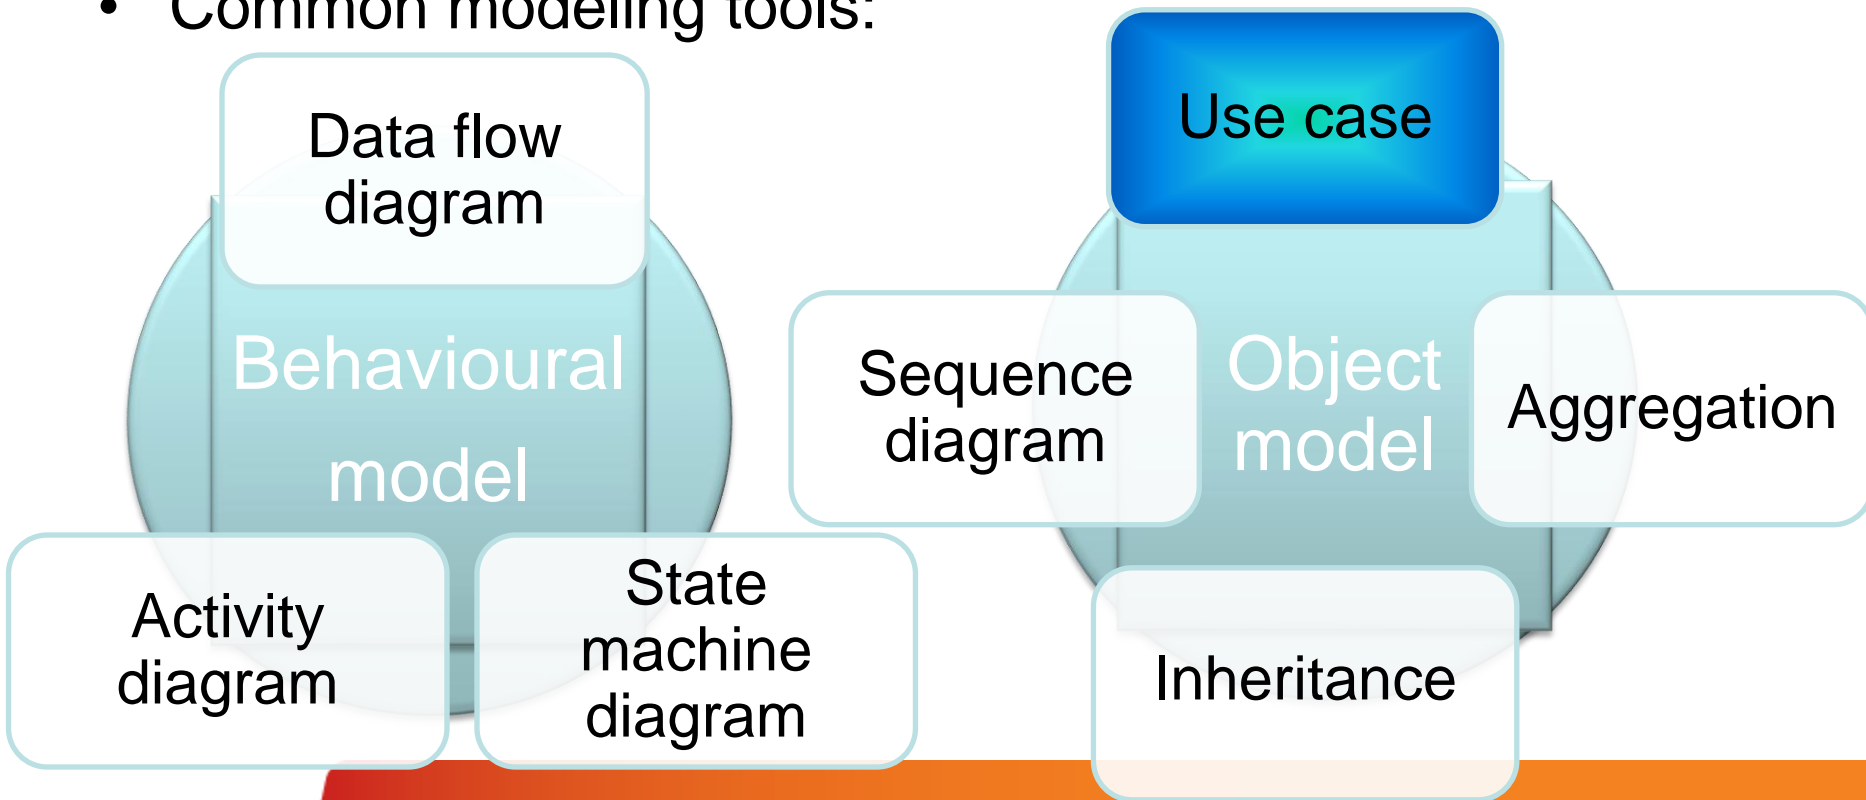 • Common modeling tools:
Data flow
diagram
Behavioural
model
Activity
diagram
State
machine
diagram
Use case
Sequence
diagram
Object
model
Aggregation
Inheritance